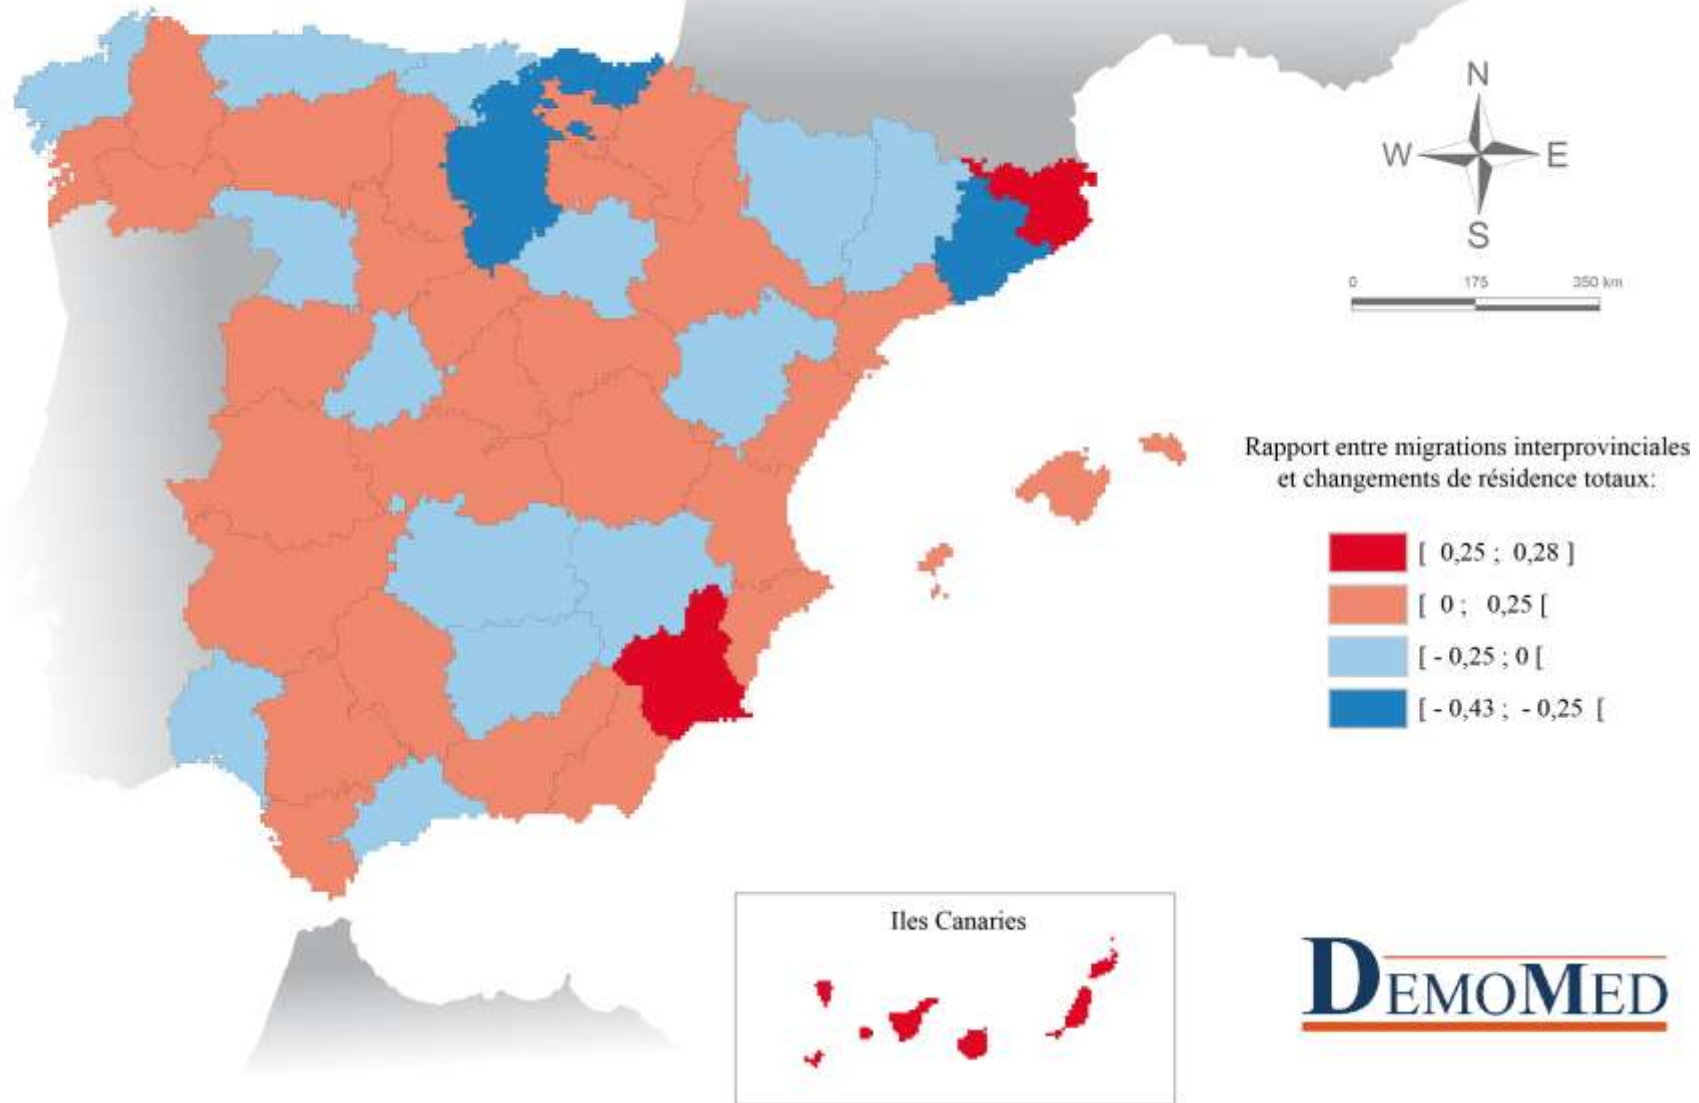 N
W E
S
0 175 350 km
Rapport entre migrations interprovinciales
et changements de résidence totaux:
[ 0,25 ; 0,28 ]
[ 0 ; 0,25 [
[ - 0,25 ; 0 [
[ - 0,43 ; - 0,25 [
Iles Canaries
DEMOMED